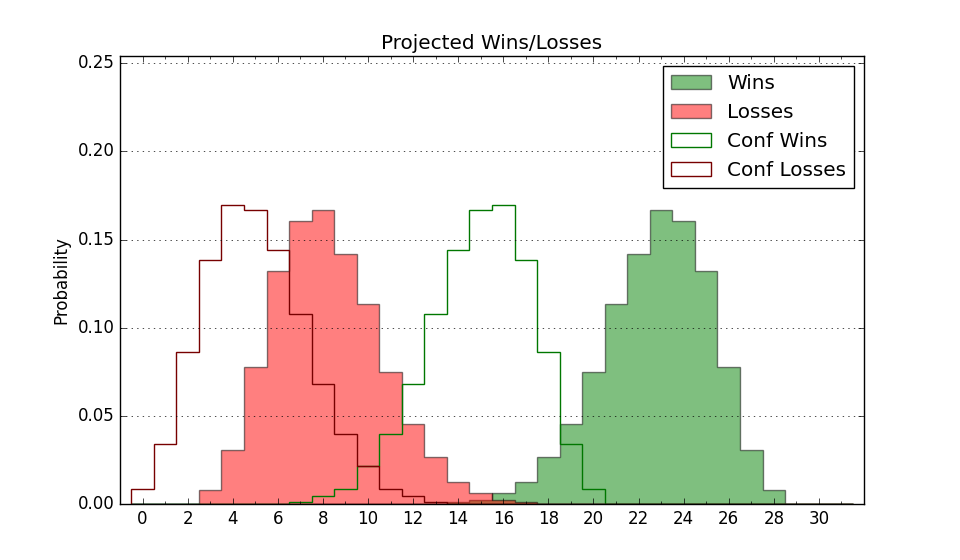 Projected Wins/Losses
0.25
0.20
0.15
0.10
0.05
0.00
Probability
Wins
Losses
Conf Wins
Conf Losses
0 2 4 6 8 10 12 14 16 18 20 22 24 26 28 30